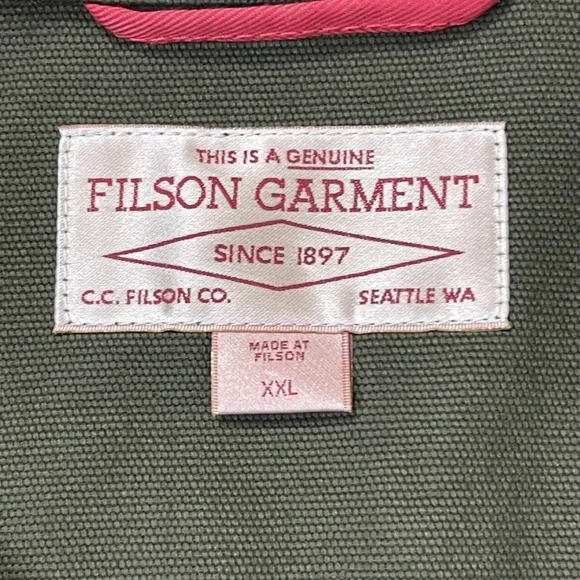 THIS IS A GENUINE
FILSON GARMENT
SINCE 1897
C.C. FILSON CO. SEATTLE WA
MADE AT
FILSON
XXL